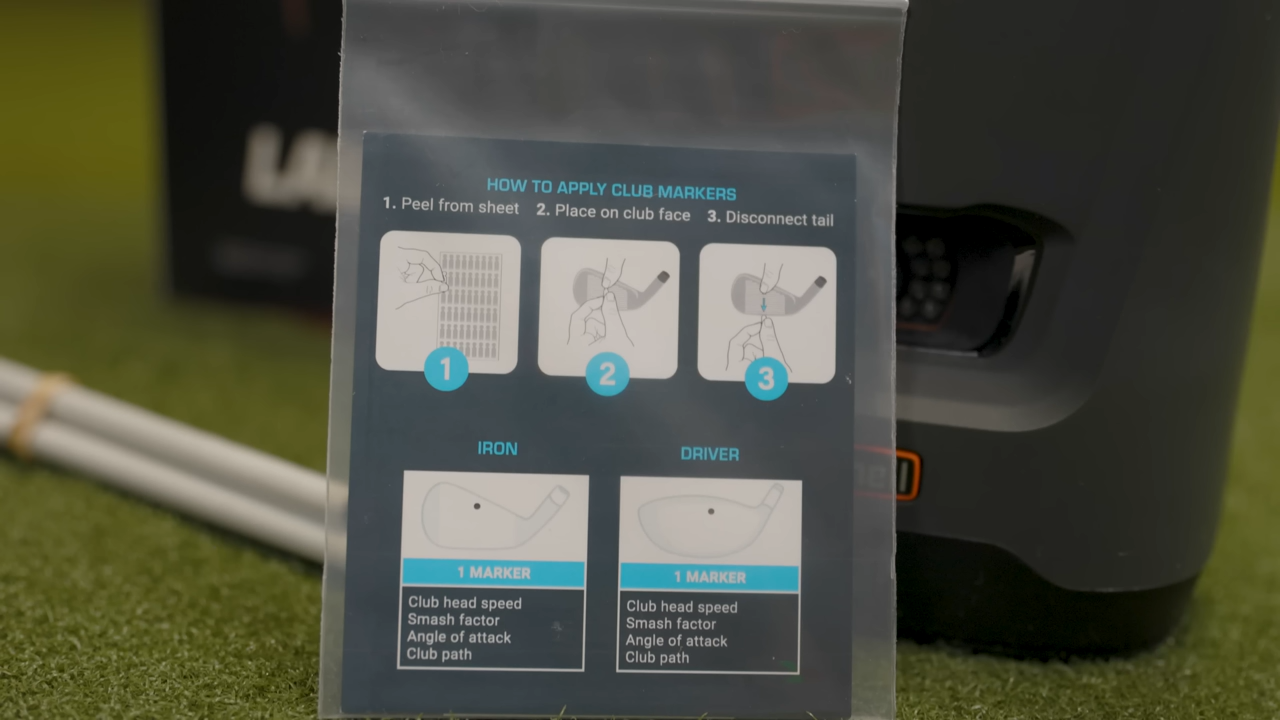 LA
HOW TO APPLY CLUB MARKERS
1. Peel from sheet 2. Place on club face 3. Disconnect tail
1 2 3
IRON DRIVER
1 MARKER 1 MARKER
Club head speed
Smash factor
Angle of attack
Club path
Club head speed
Smash factor
Angle of attack
Club path